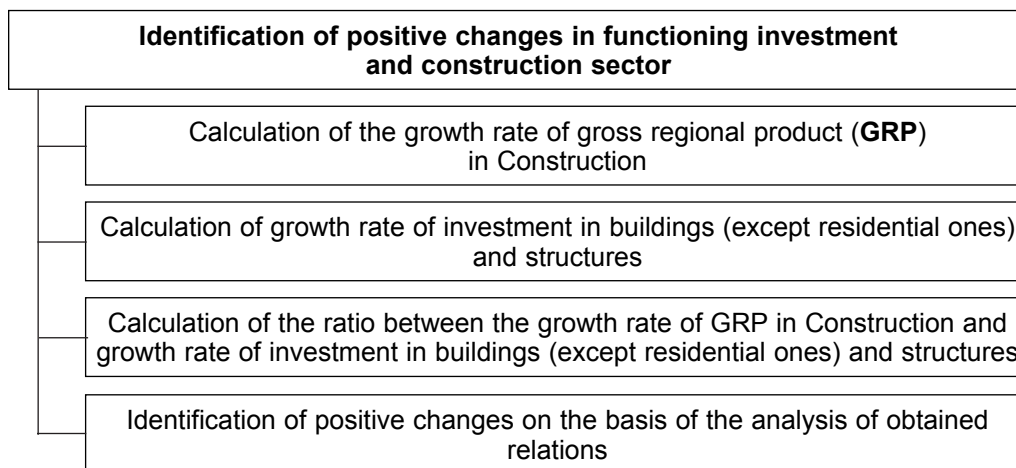 Identification of positive changes in functioning investment
and construction sector
Calculation of the growth rate of gross regional product (GRP)
in Construction
Calculation of growth rate of investment in buildings (except residential ones)
and structures
Calculation of the ratio between the growth rate of GRP in Construction and
growth rate of investment in buildings (except residential ones) and structures
Identification of positive changes on the basis of the analysis of obtained
relations